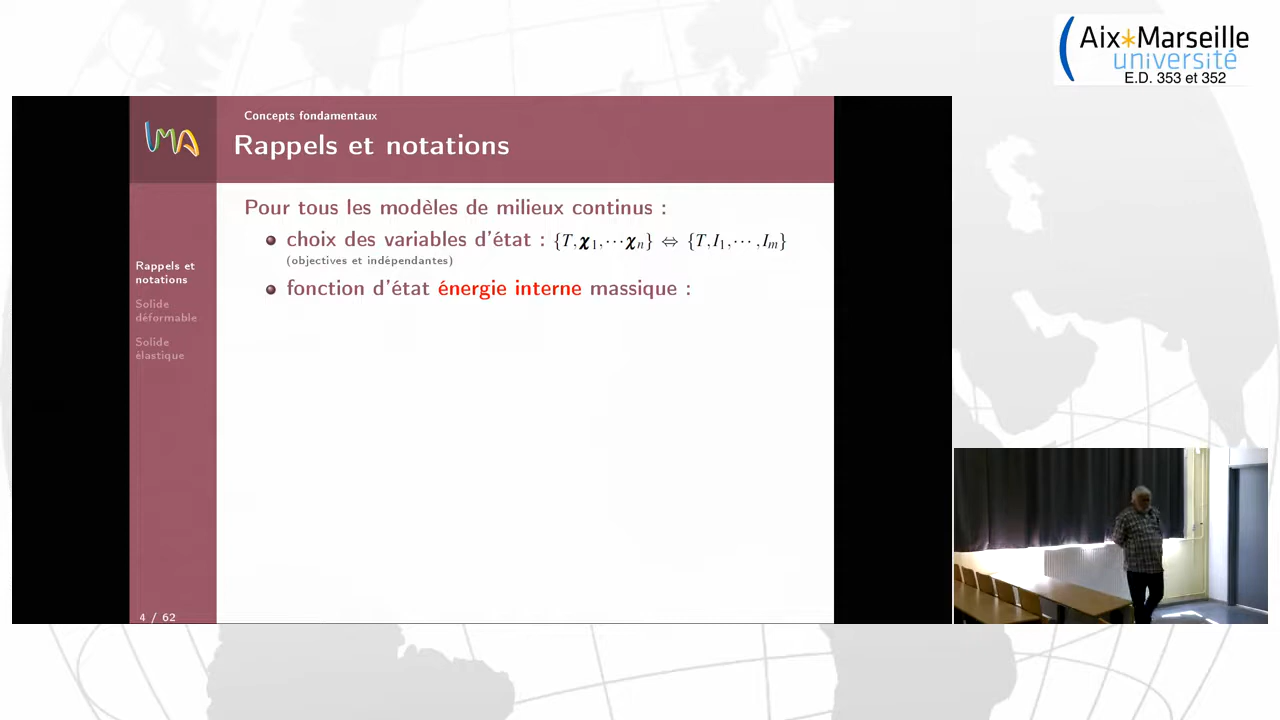 Aix*Marseille
université
E.D. 353 et 352
LMA
Concepts fondamentaux
Rappels et notations
Rappels et
notations
Solide
déformable
Solide
élastique
4 / 62
Pour tous les modèles de milieux continus :
choix des variables d'état : {T, χ₁, ··· χₙ} ⇔ {T, I₁, ··· , Iₘ}
(objectives et indépendantes)
fonction d'état énergie interne massique :